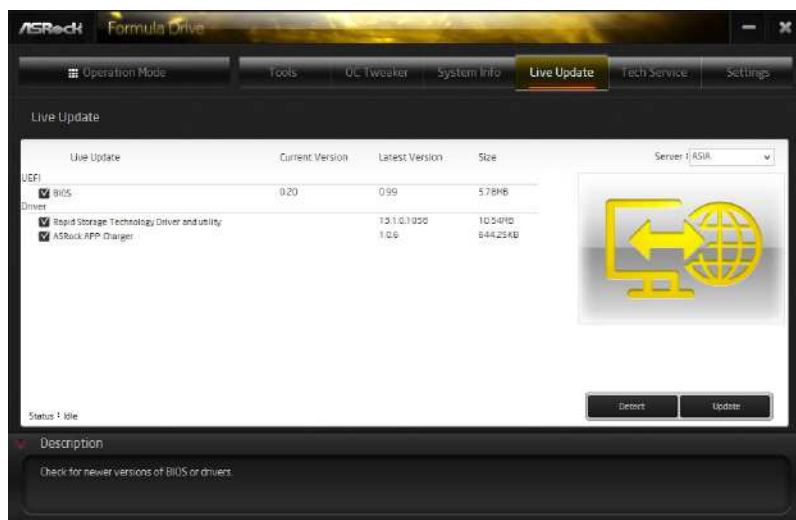 ASRock Formula Drive
Operation Mode Tools OC Tweaker System Info Live Update Tech Service Settings
Live Update
Live Update Current Version Latest Version Size Server : ASIA
UEFI
BIOS 0.20 0.99 5.78MB
Driver
Rapid Storage Technology Driver and utility 13.1.0.1058 10.54MB
ASRock APP Charger 1.0.6 844.25KB
Detect Update
Status : Idle
Description
Check for newer versions of BIOS or drivers.